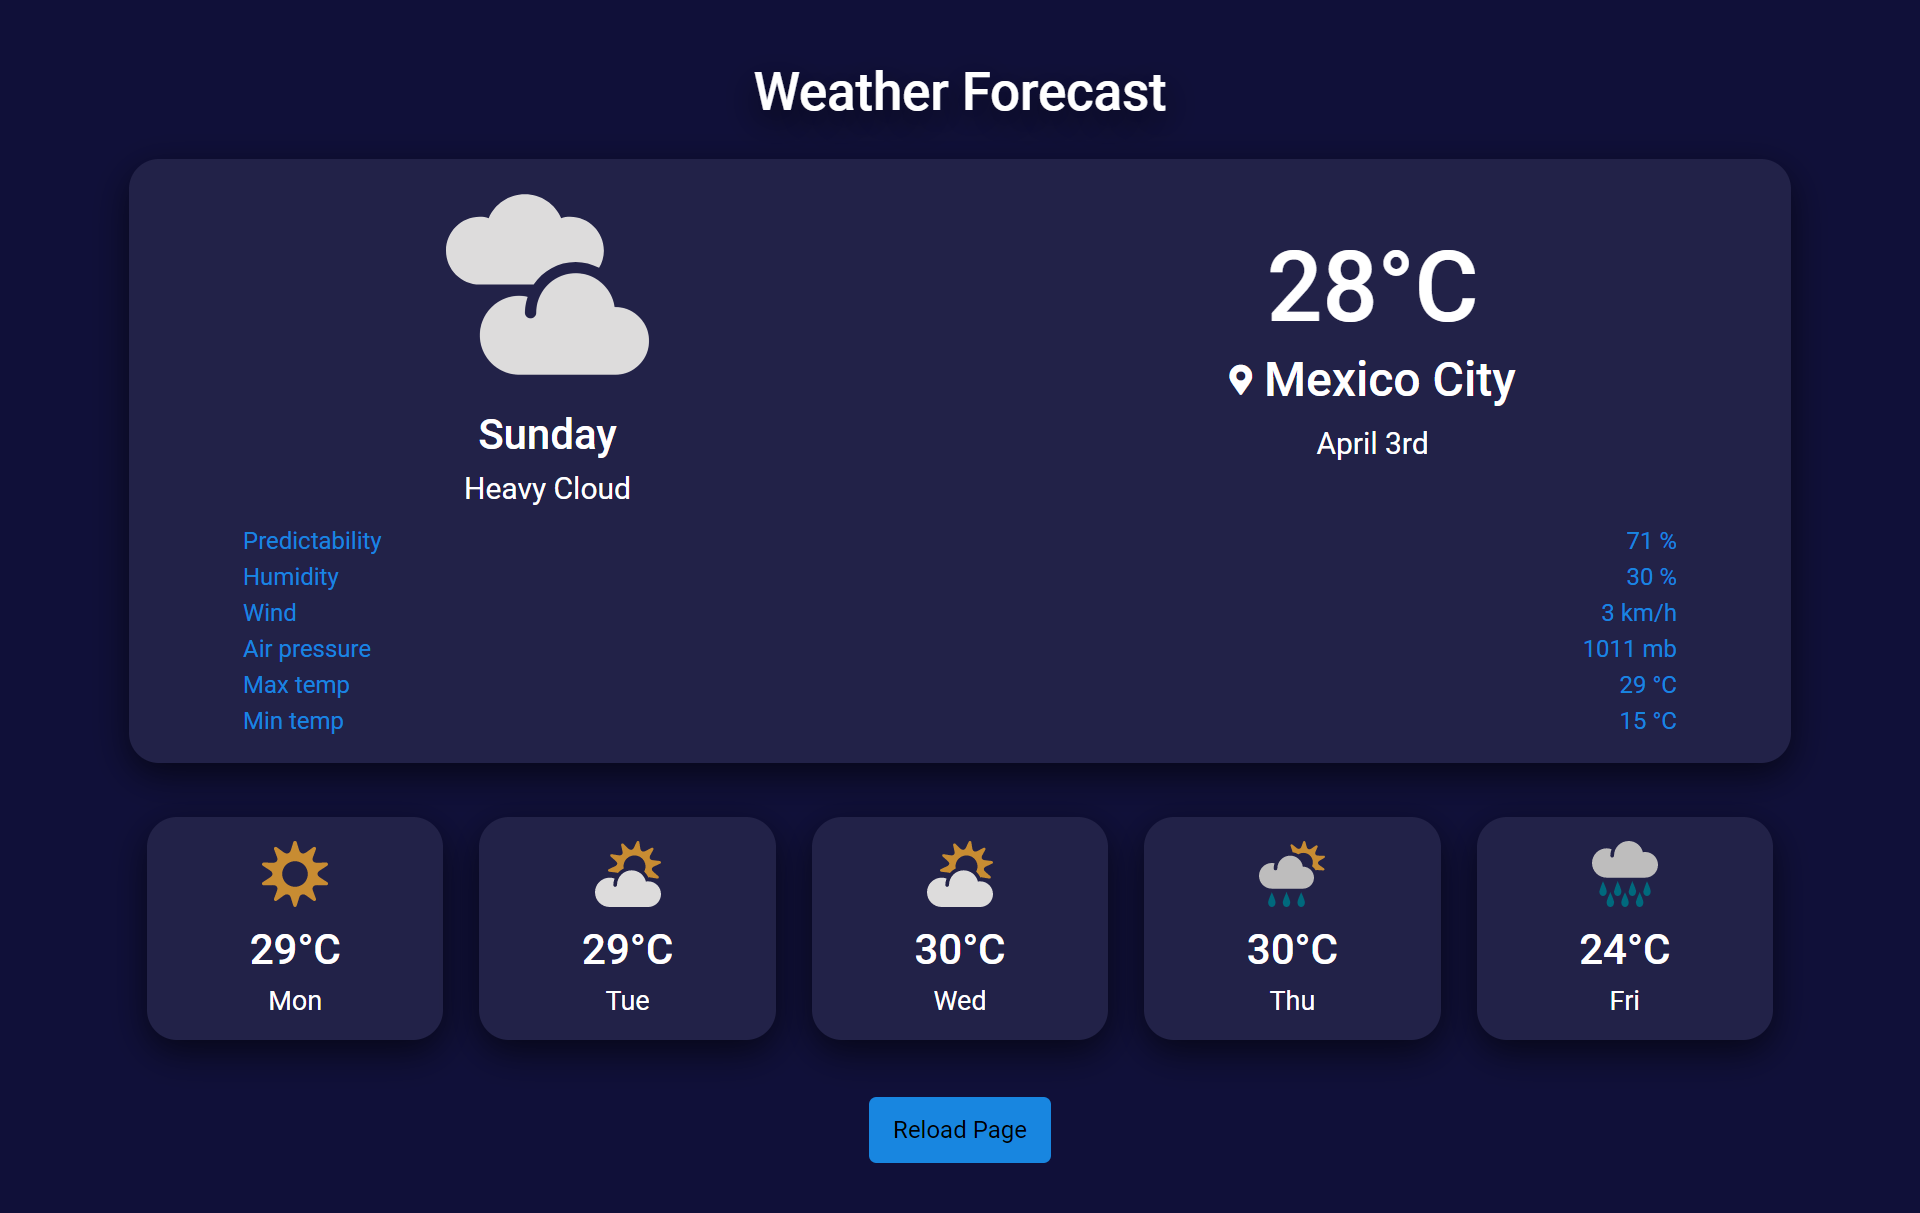 Weather Forecast
Sunday
Heavy Cloud
28°C
Mexico City
April 3rd
Predictability 71 %
Humidity 30 %
Wind 3 km/h
Air pressure 1011 mb
Max temp 29 °C
Min temp 15 °C
29°C
Mon
29°C
Tue
30°C
Wed
30°C
Thu
24°C
Fri
Reload Page